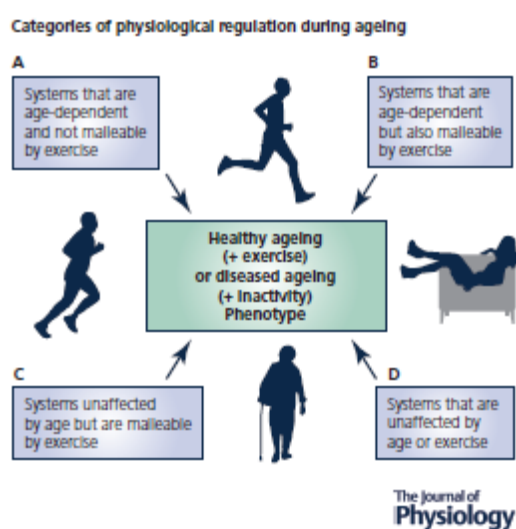 Categories of physiological regulation during ageing
A
Systems that are
age-dependent
and not malleable
by exercise
B
Systems that are
age-dependent
but also malleable
by exercise
Healthy ageing
(+ exercise)
or diseased ageing
(+ inactivity)
Phenotype
C
Systems unaffected
by age but are malleable
by exercise
D
Systems that are
unaffected by
age or exercise
The Journal of
Physiology